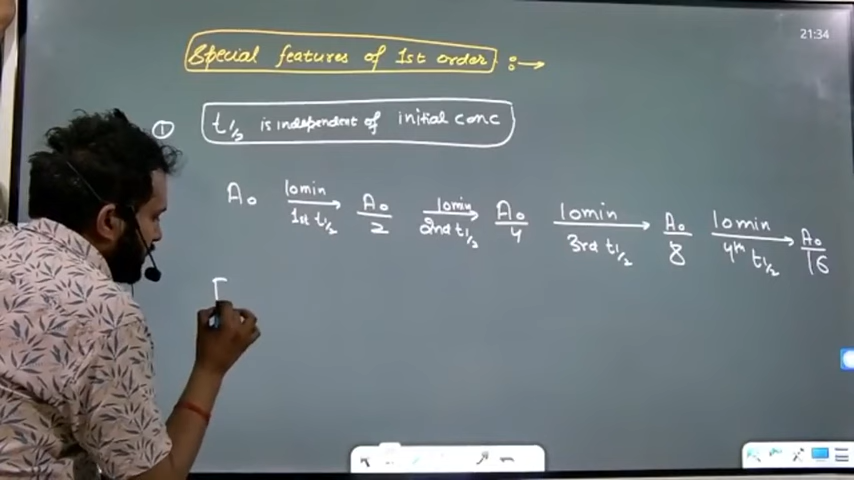 21:34
Special features of 1st order :→
① t1/2 is independent of initial conc
A₀ 10min→ 1st t1/2 A₀/2 10min→ 2nd t1/2 A₀/4 10min→ 3rd t1/2 A₀/8 10min→ 4th t1/2 A₀/16